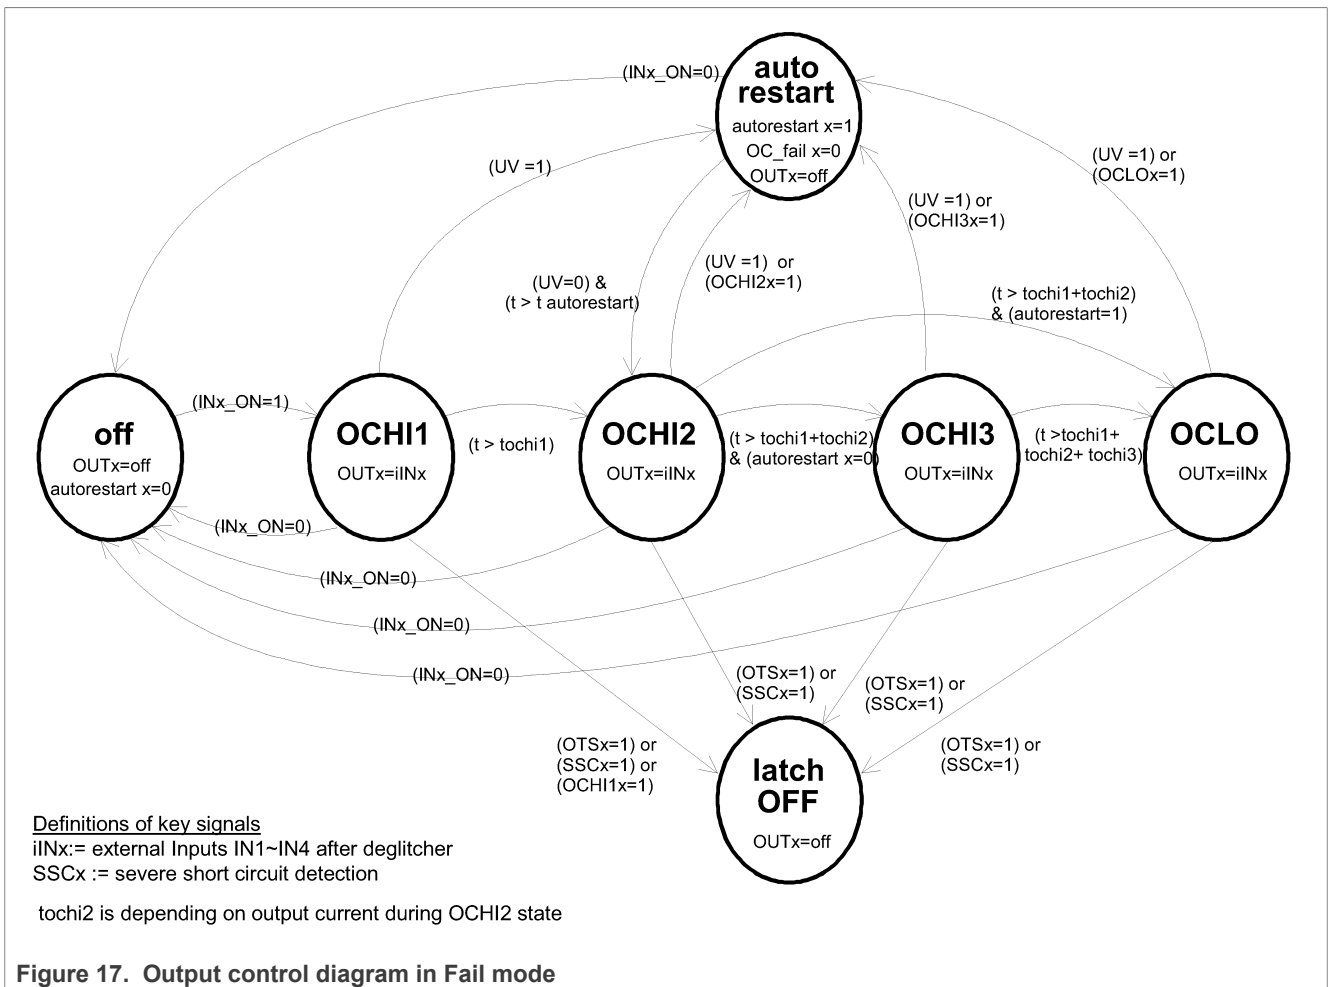 auto
restart
autorestart x=1
OC_fail x=0
OUTx=off
(INx_ON=0)
(UV =1)
(UV =1) or
(OCLOx=1)
(UV =1) or
(OCHI3x=1)
(UV =1) or
(OCHI2x=1)
(UV=0) &
(t > t autorestart)
(t > tochi1+tochi2)
& (autorestart=1)
off
OUTx=off
autorestart x=0
(INx_ON=1)
OCHI1
OUTx=iINx
(t > tochi1)
OCHI2
OUTx=iINx
(t > tochi1+tochi2)
& (autorestart x=0)
OCHI3
OUTx=iINx
(t >tochi1+
tochi2+ tochi3)
OCLO
OUTx=iINx
(INx_ON=0)
(INx_ON=0)
(INx_ON=0)
(INx_ON=0)
(OTSx=1) or
(SSCx=1) or
(OCHI1x=1)
(OTSx=1) or
(SSCx=1)
(OTSx=1) or
(SSCx=1)
(OTSx=1) or
(SSCx=1)
latch
OFF
OUTx=off
Definitions of key signals
iINx:= external Inputs IN1~IN4 after deglitcher
SSCx := severe short circuit detection
tochi2 is depending on output current during OCHI2 state
Figure 17. Output control diagram in Fail mode